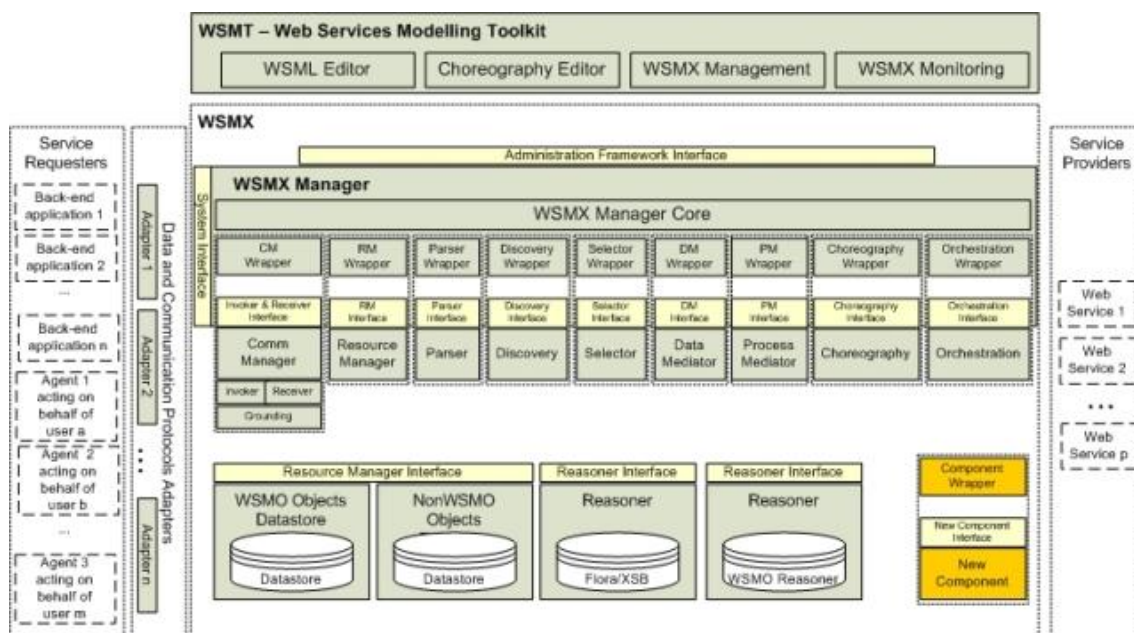 WSMT – Web Services Modelling Toolkit
WSML Editor
Choreography Editor
WSMX Management
WSMX Monitoring
Service
Requesters
Back-end
application 1
Back-end
application 2
...
Back-end
application n
Agent 1
acting on
behalf of
user a
Agent 2
acting on
behalf of
user b
...
Agent 3
acting on
behalf of
user m
Adapter 1
Adapter 2
...
Adapter n
Data and Communication Protocols Adapters
WSMX
Administration Framework Interface
System Interface
WSMX Manager
WSMX Manager Core
CM
Wrapper
RM
Wrapper
Parser
Wrapper
Discovery
Wrapper
Selector
Wrapper
DM
Wrapper
PM
Wrapper
Choreography
Wrapper
Orchestration
Wrapper
Invoker & Receiver
Interface
RM
Interface
Parser
Interface
Discovery
Interface
Selector
Interface
DM
Interface
PM
Interface
Choreography
Interface
Orchestration
Interface
Comm
Manager
Resource
Manager
Parser
Discovery
Selector
Data
Mediator
Process
Mediator
Choreography
Orchestration
Invoker
Receiver
Grounding
Resource Manager Interface
WSMO Objects
Datastore
Datastore
NonWSMO
Objects
Datastore
Reasoner Interface
Reasoner
Flora/XSB
Reasoner Interface
Reasoner
WSMO Reasoner
Component
Wrapper
New Component
Interface
New
Component
Service
Providers
Web
Service 1
Web
Service 2
...
Web
Service p